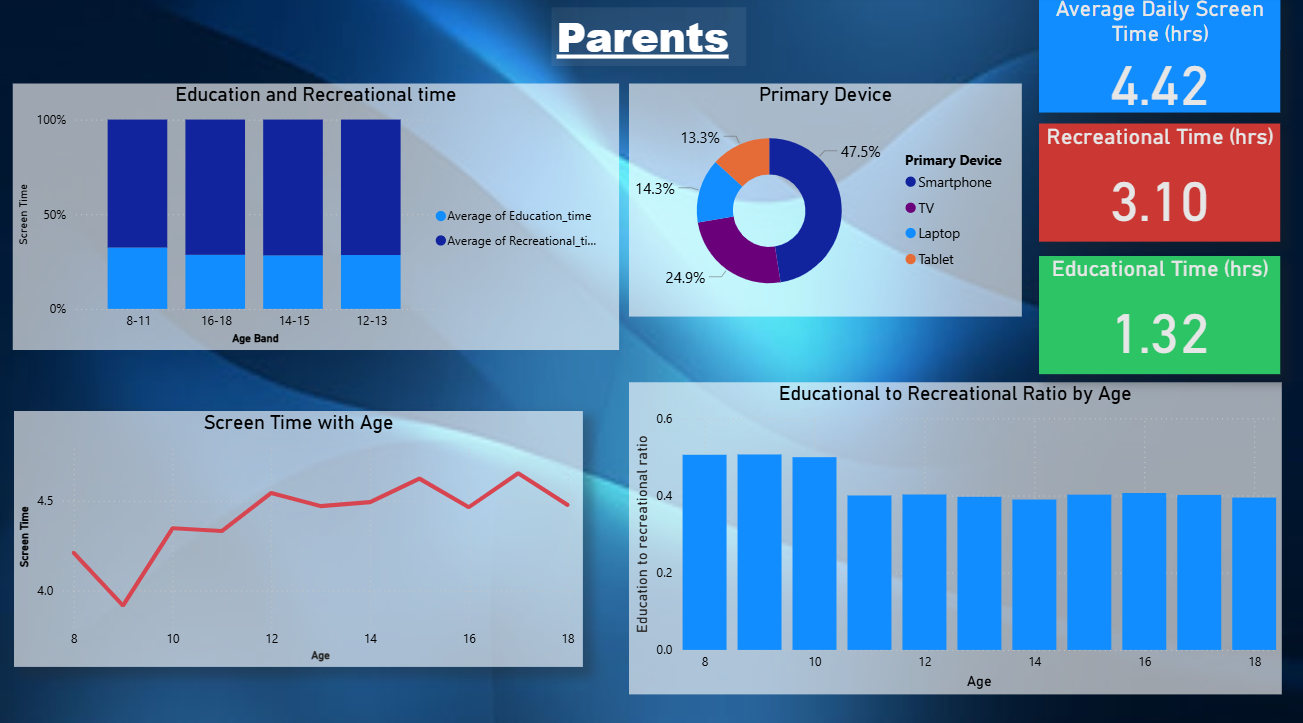 Parents
Average Daily Screen
Time (hrs)
4.42
Recreational Time (hrs)
3.10
Educational Time (hrs)
1.32
Education and Recreational time
Screen Time
100%
50%
0%
8-11
16-18
14-15
12-13
Age Band
Average of Education_time
Average of Recreational_ti...
Primary Device
13.3%
47.5%
14.3%
24.9%
Primary Device
Smartphone
TV
Laptop
Tablet
Screen Time with Age
Screen Time
4.5
4.0
8
10
12
14
16
18
Age
Educational to Recreational Ratio by Age
Education to recreational ratio
0.6
0.4
0.2
0.0
8
10
12
14
16
18
Age